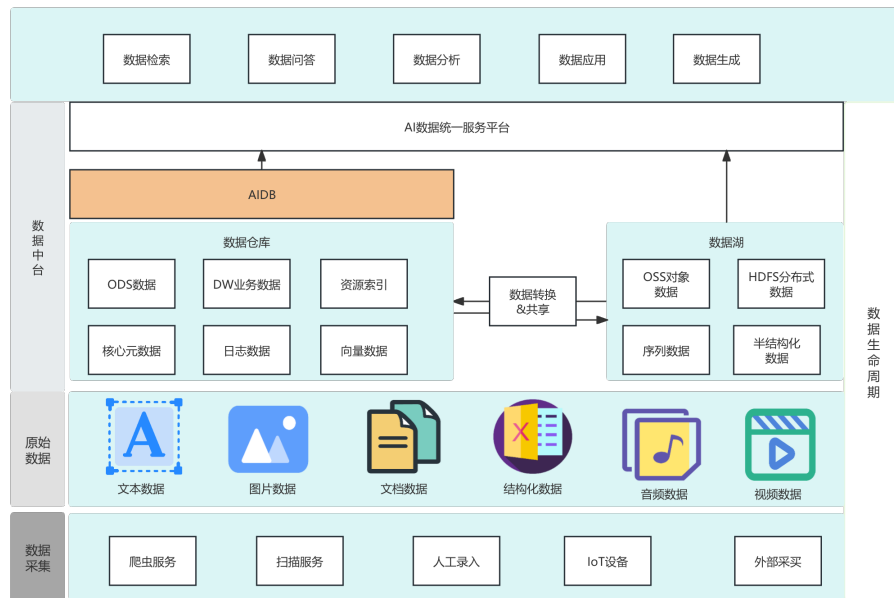 数据检索
数据问答
数据分析
数据应用
数据生成
AI数据统一服务平台
AIDB
数据中台
数据仓库
ODS数据
DW业务数据
资源索引
核心元数据
日志数据
向量数据
数据转换
&共享
数据湖
OSS对象
数据
HDFS分布式
数据
序列数据
半结构化
数据
数据生命周期
原始
数据
文本数据
图片数据
文档数据
结构化数据
音频数据
视频数据
数据
采集
爬虫服务
扫描服务
人工录入
IoT设备
外部采买